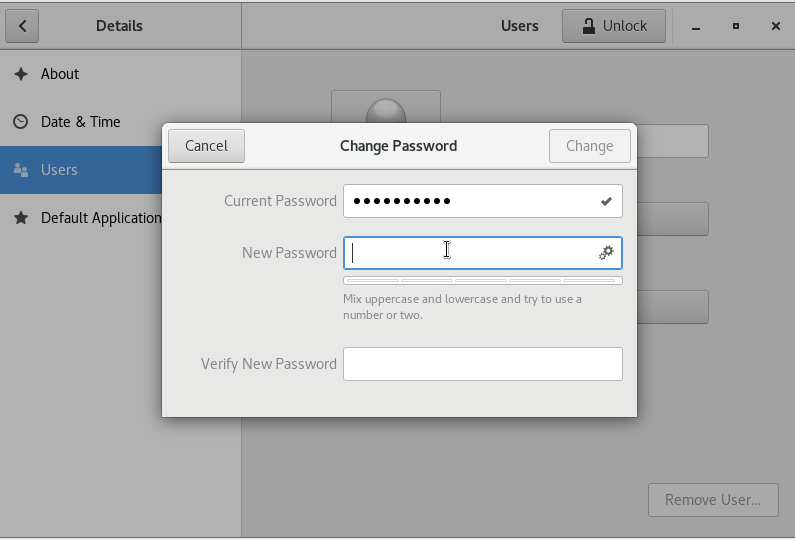 Details
Users
Unlock
About
Date & Time
Users
Default Application
Cancel
Change Password
Change
Current Password
New Password
Mix uppercase and lowercase and try to use a
number or two.
Verify New Password
Remove User...